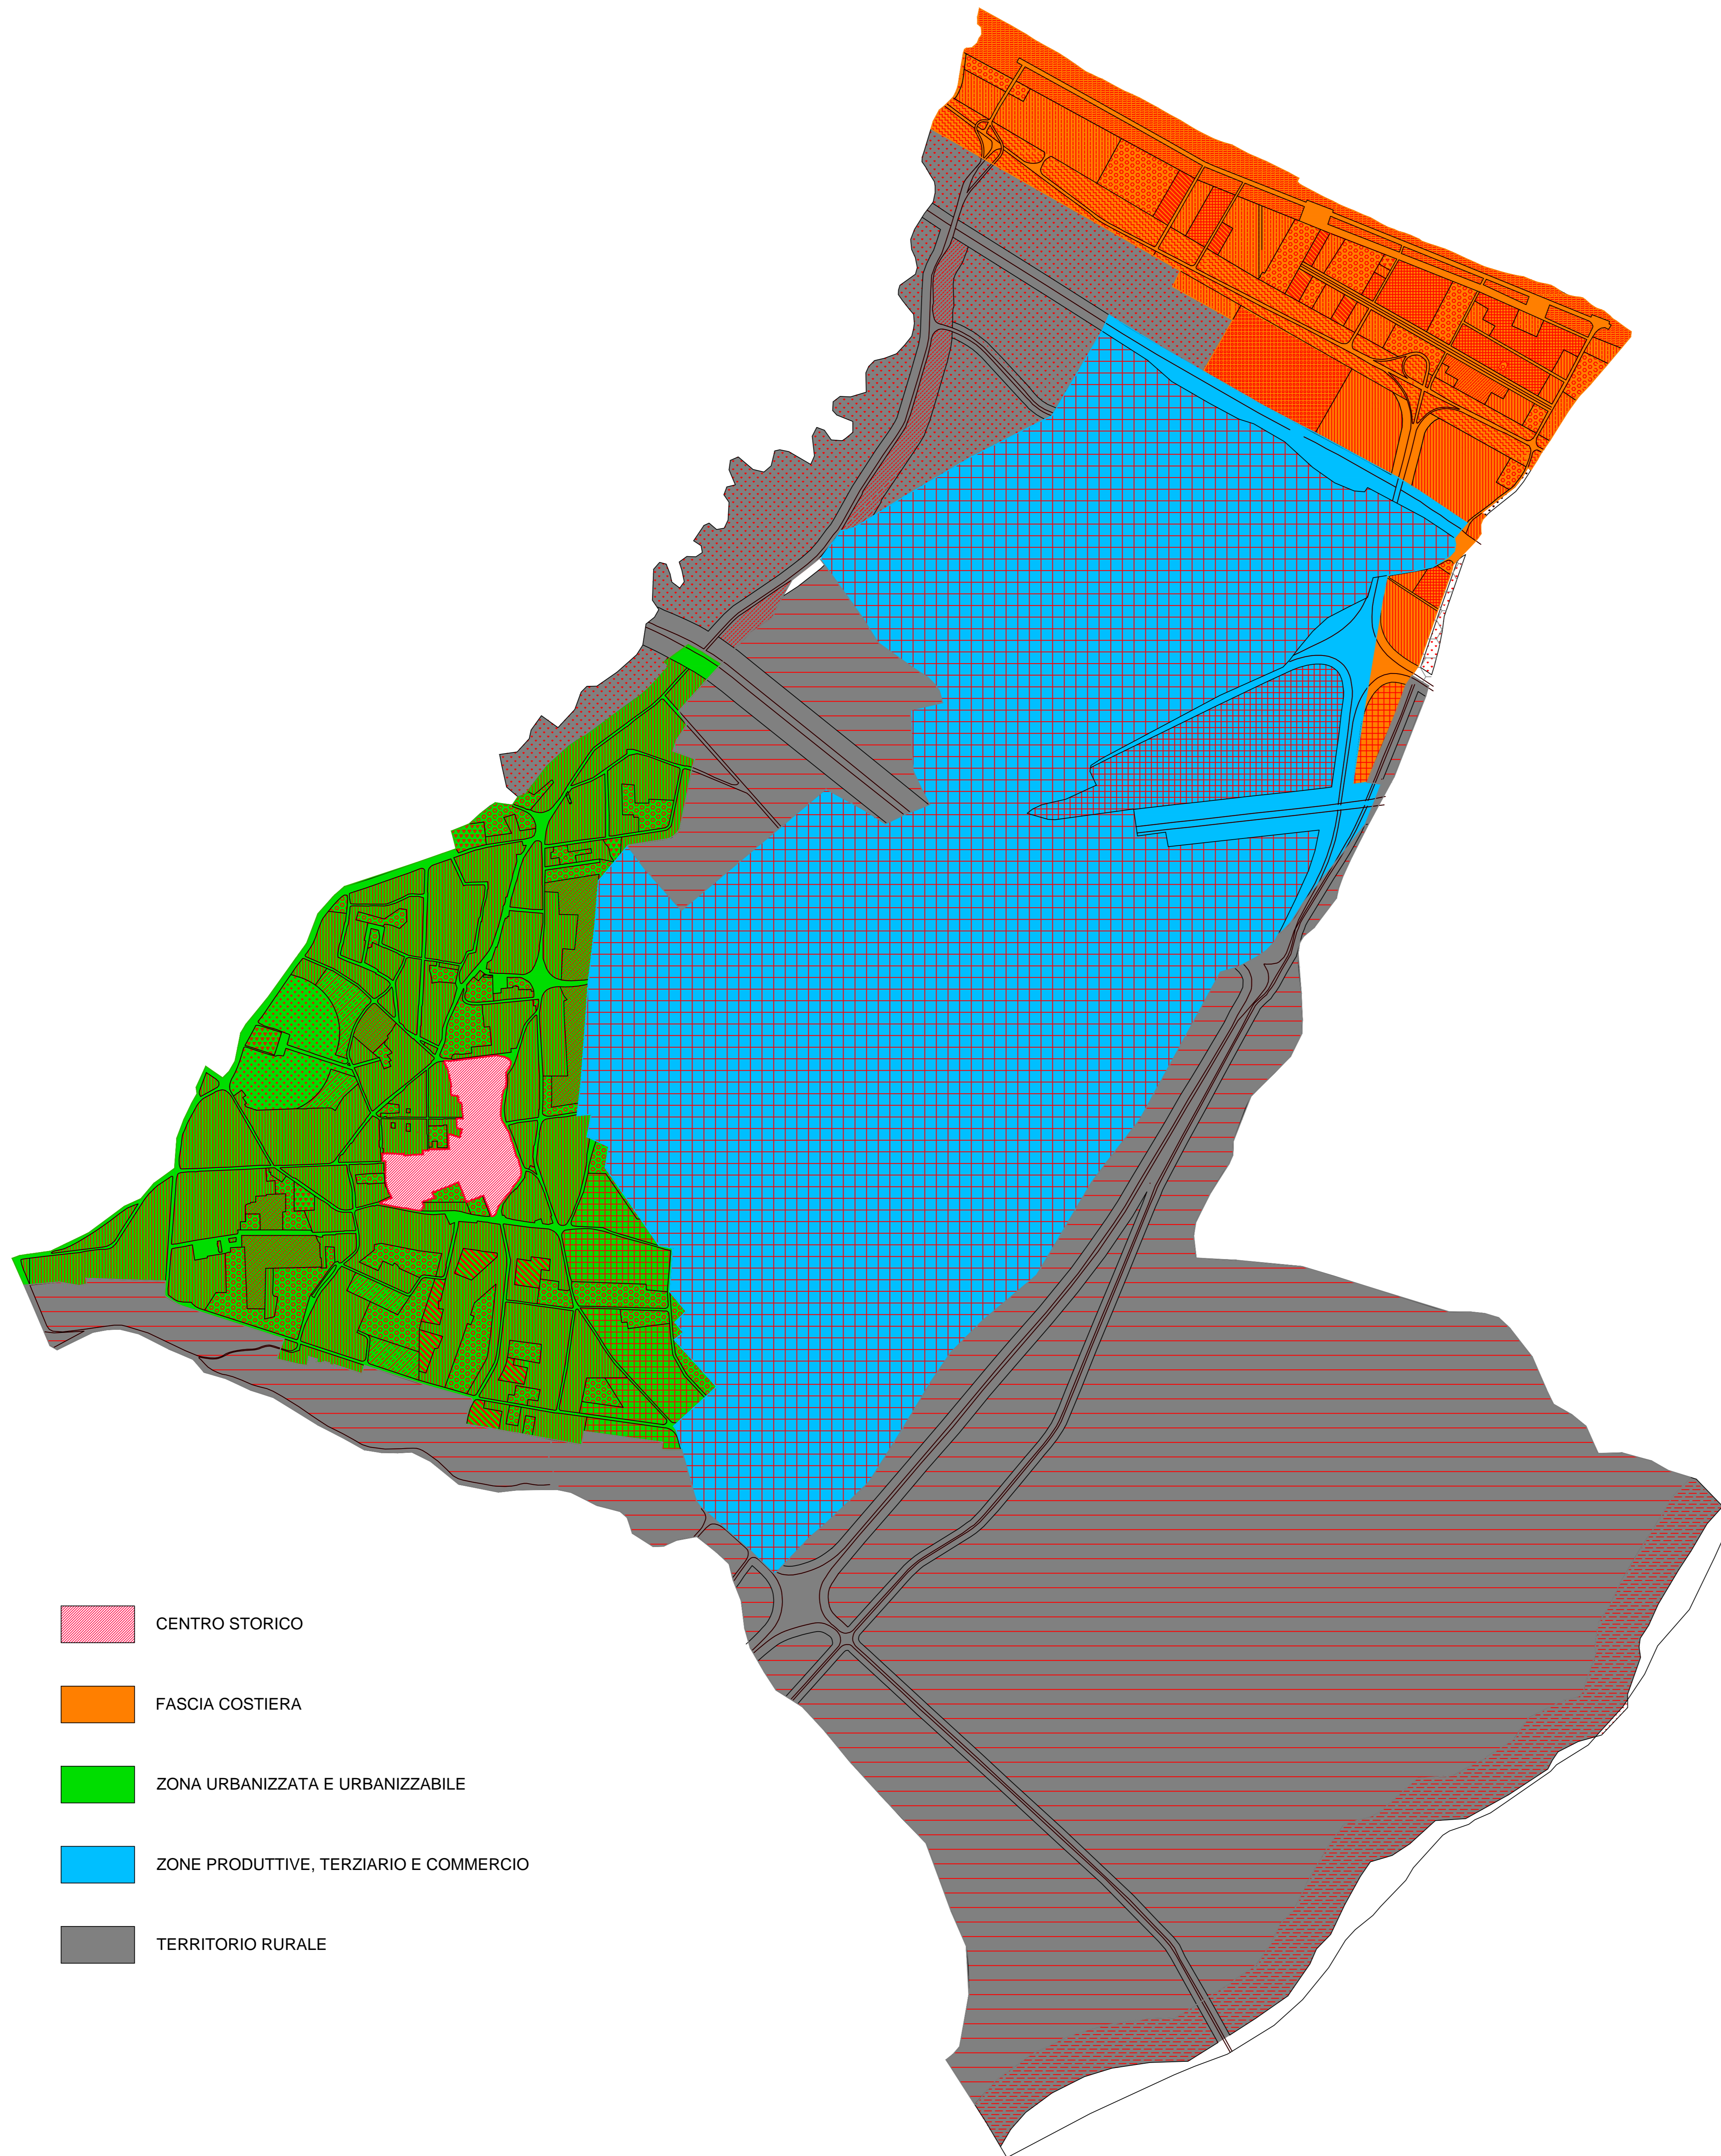 CENTRO STORICO
FASCIA COSTIERA
ZONA URBANIZZATA E URBANIZZABILE
ZONE PRODUTTIVE, TERZIARIO E COMMERCIO
TERRITORIO RURALE